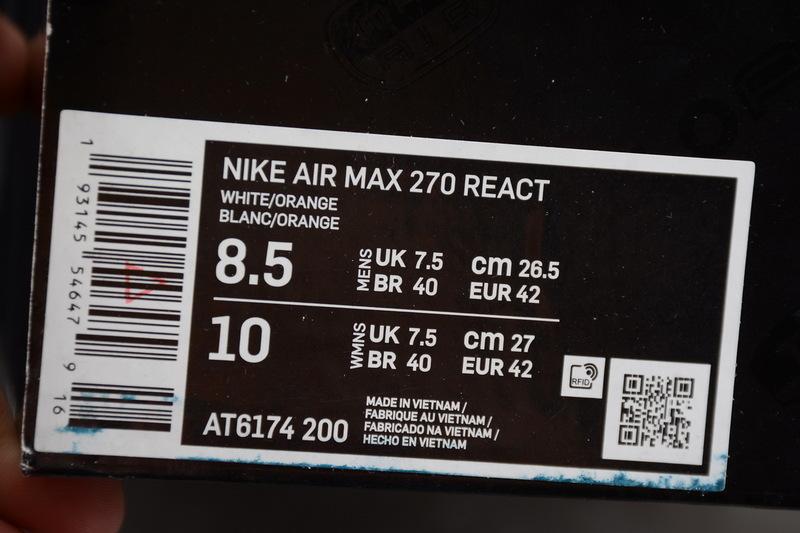 NIKE AIR MAX 270 REACT
WHITE/ORANGE
BLANC/ORANGE
8.5 MENS UK 7.5 cm 26.5
BR 40 EUR 42
10 WMNS UK 7.5 cm 27
BR 40 EUR 42
AT6174 200
MADE IN VIETNAM /
FABRIQUE AU VIETNAM /
FABRICADO NA VIETNAM /
HECHO EN VIETNAM
RFID
1 93145 54647 9
16